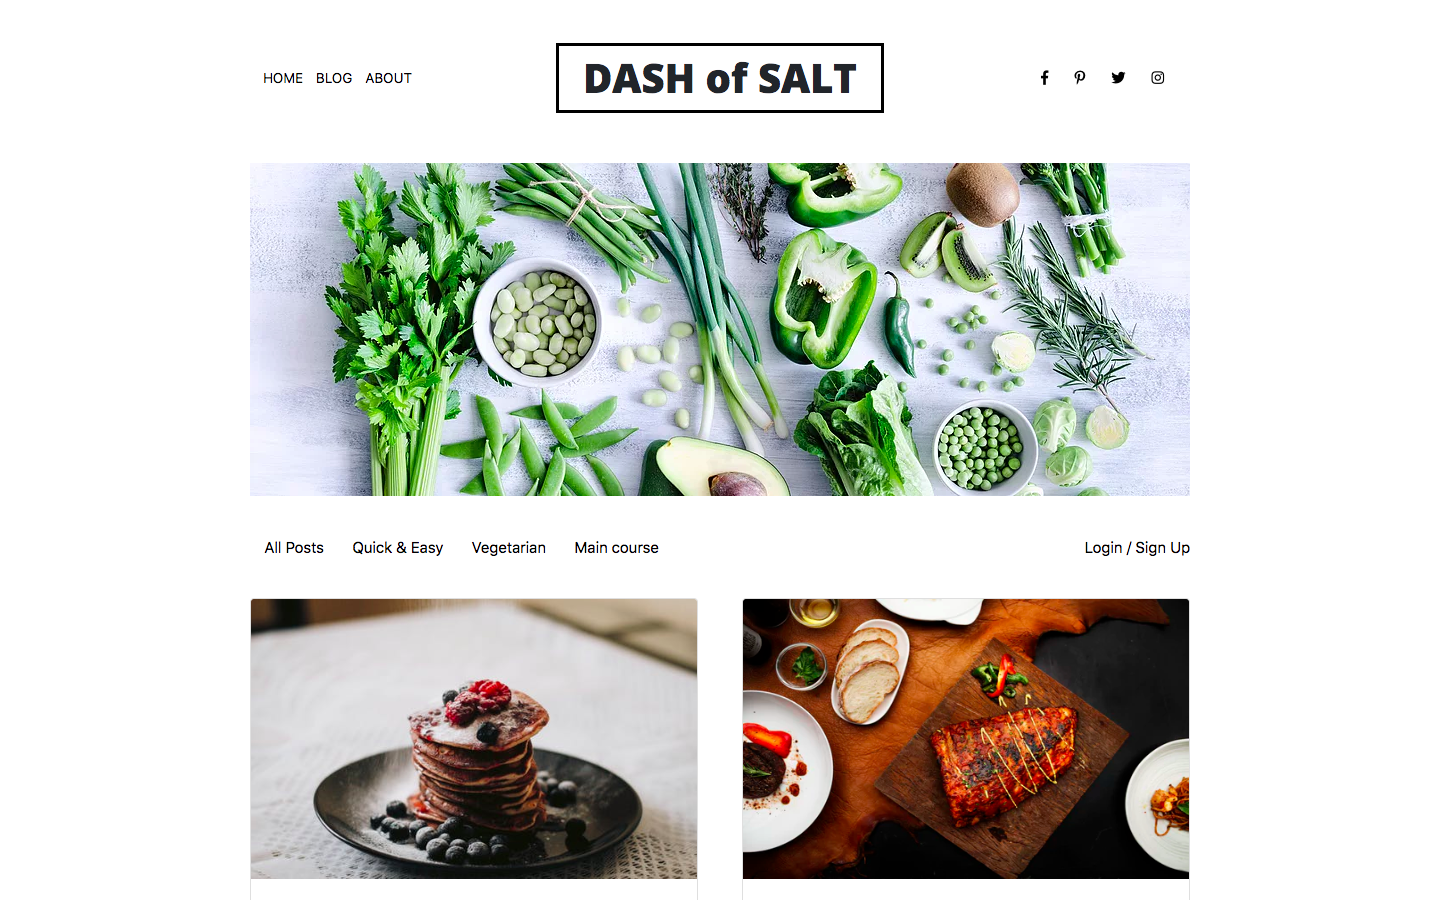 HOME BLOG ABOUT
DASH of SALT
All Posts Quick & Easy Vegetarian Main course
Login / Sign Up